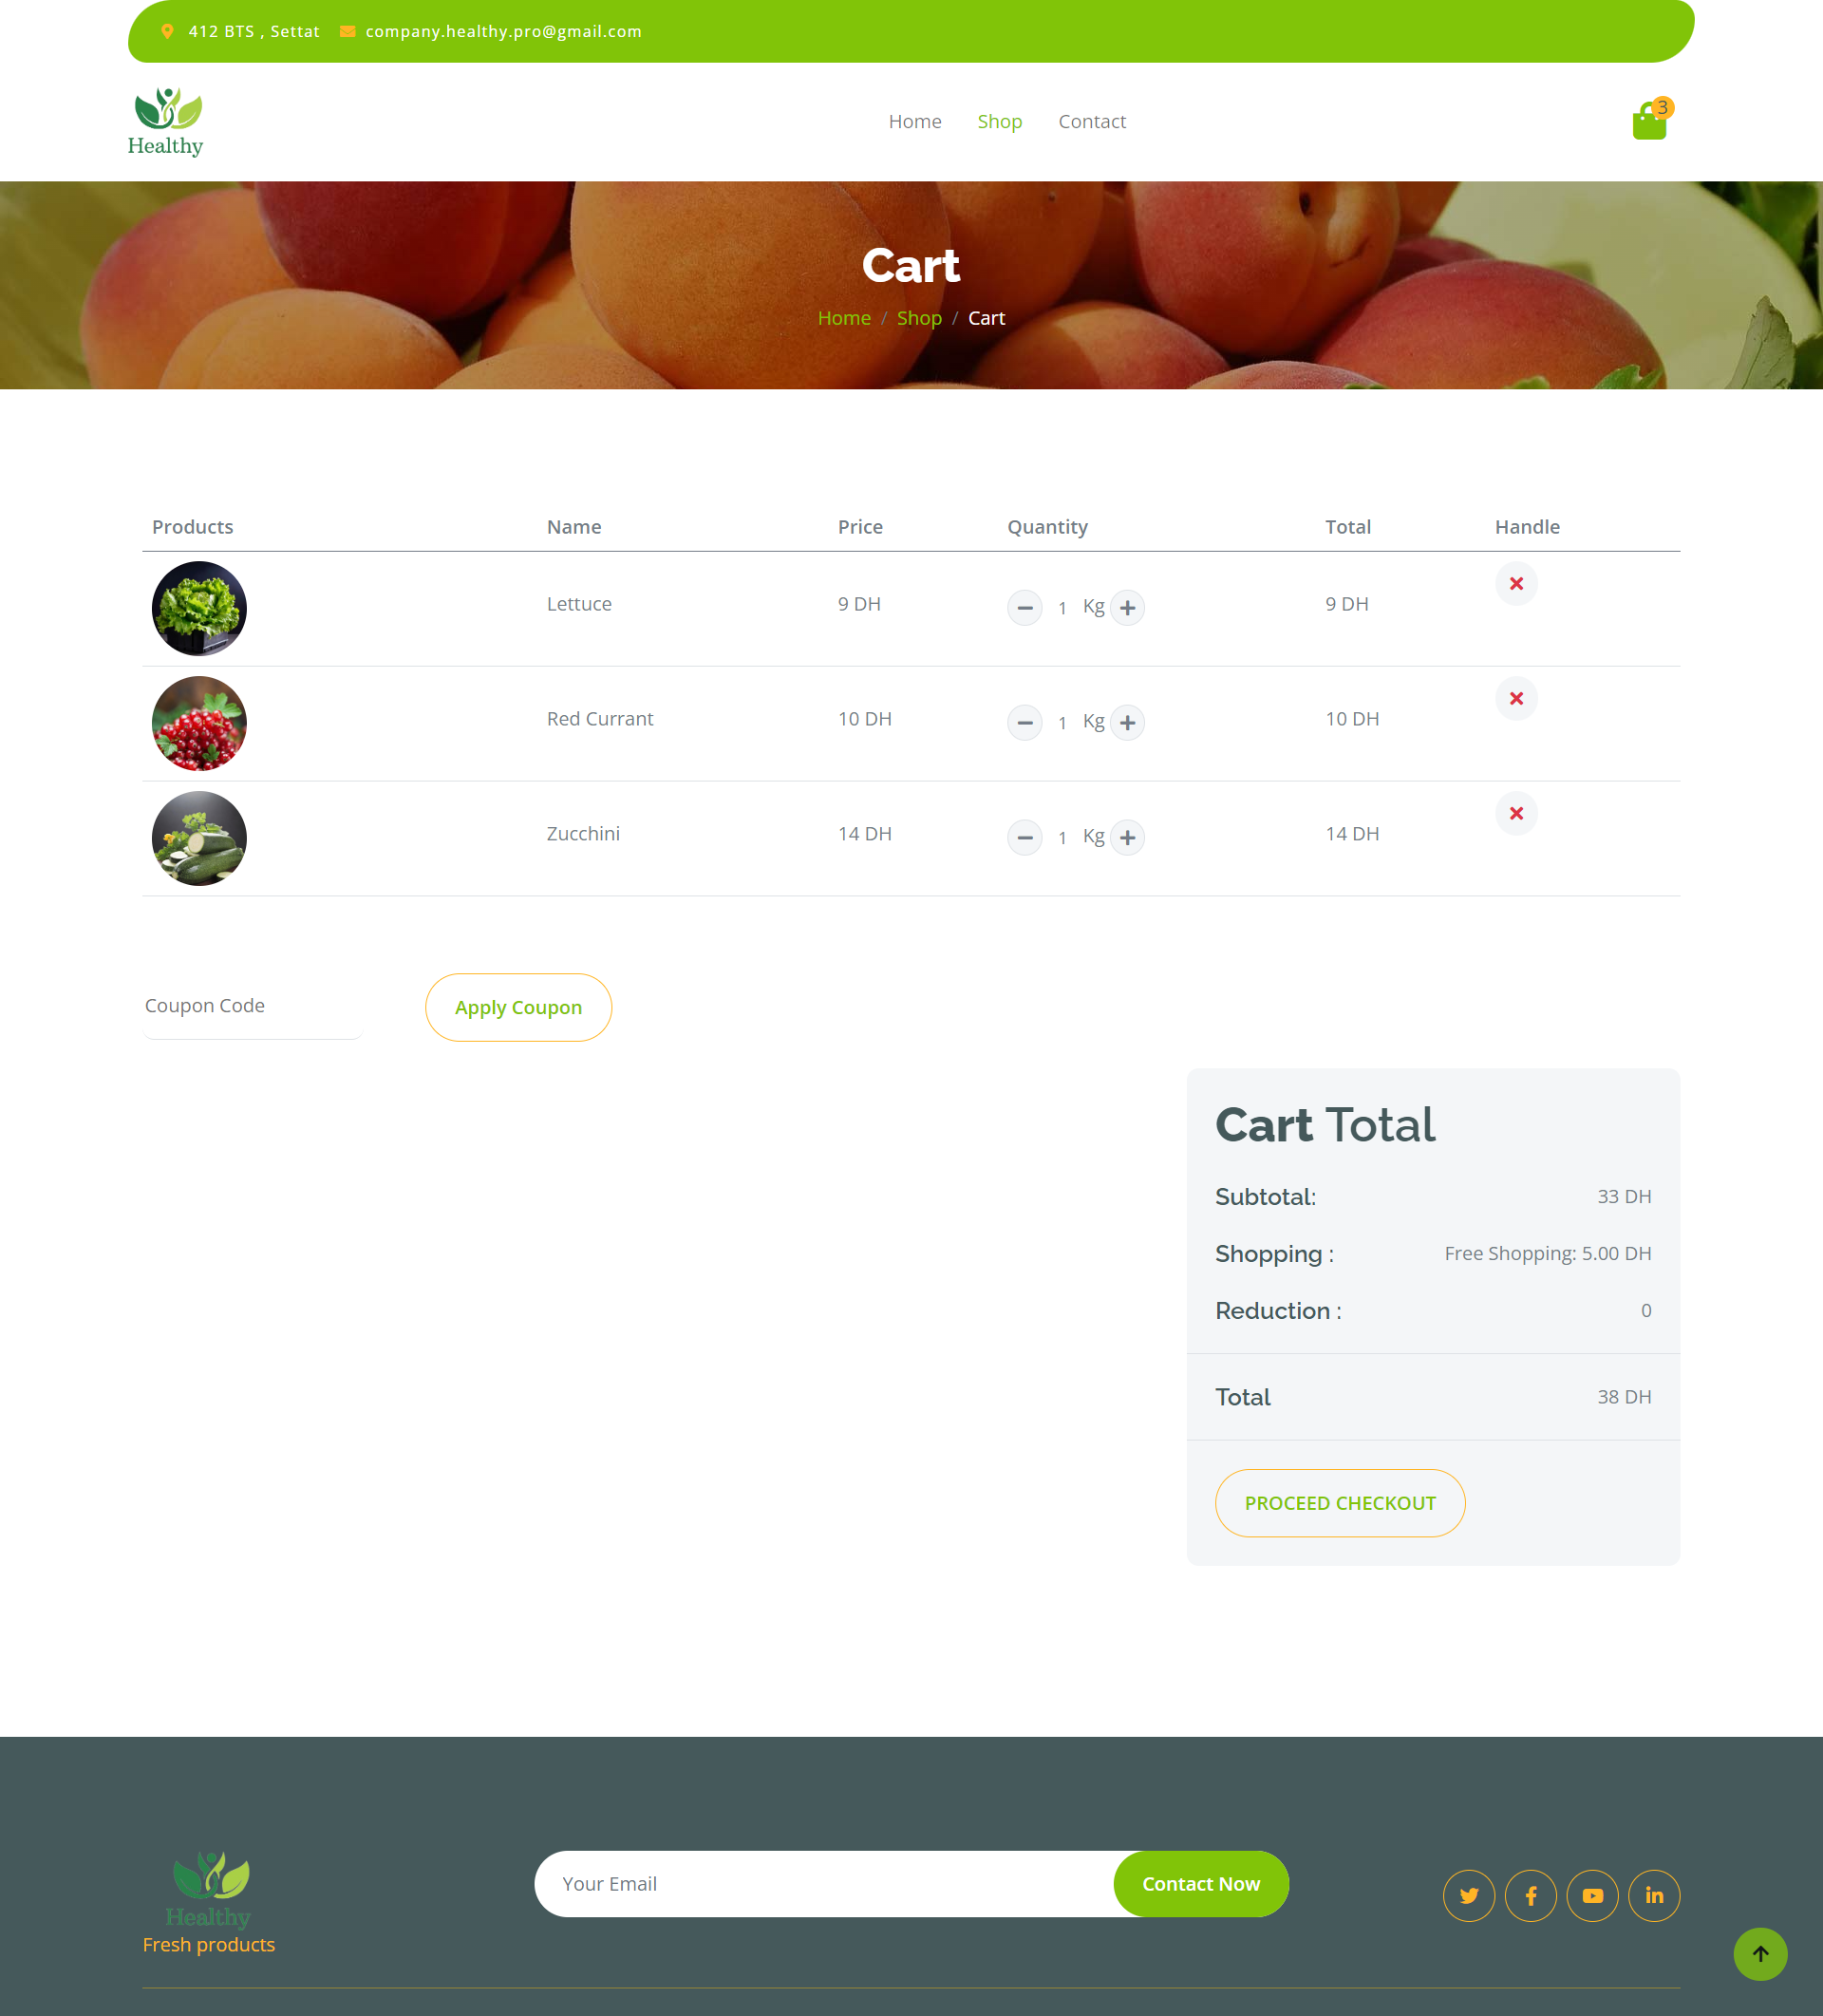 412 BTS , Settat company.healthy.pro@gmail.com
Healthy
Home Shop Contact
3
Cart
Home / Shop / Cart
Products Name Price Quantity Total Handle
Lettuce 9 DH 1 Kg 9 DH
Red Currant 10 DH 1 Kg 10 DH
Zucchini 14 DH 1 Kg 14 DH
Coupon Code Apply Coupon
Cart Total
Subtotal: 33 DH
Shopping : Free Shopping: 5.00 DH
Reduction : 0
Total 38 DH
PROCEED CHECKOUT
Healthy
Fresh products
Your Email Contact Now